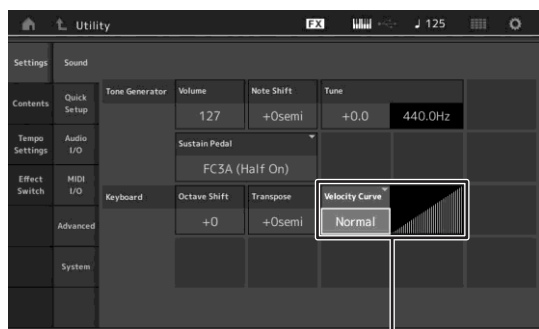 Utility FX ♩ 125
Settings Sound
Contents Quick Setup
Tempo Settings Audio I/O
Effect Switch MIDI I/O
Advanced
System
Tone Generator Volume Note Shift Tune
127 +0semi +0.0 440.0Hz
Sustain Pedal
FC3A (Half On)
Keyboard Octave Shift Transpose Velocity Curve
+0 +0semi Normal